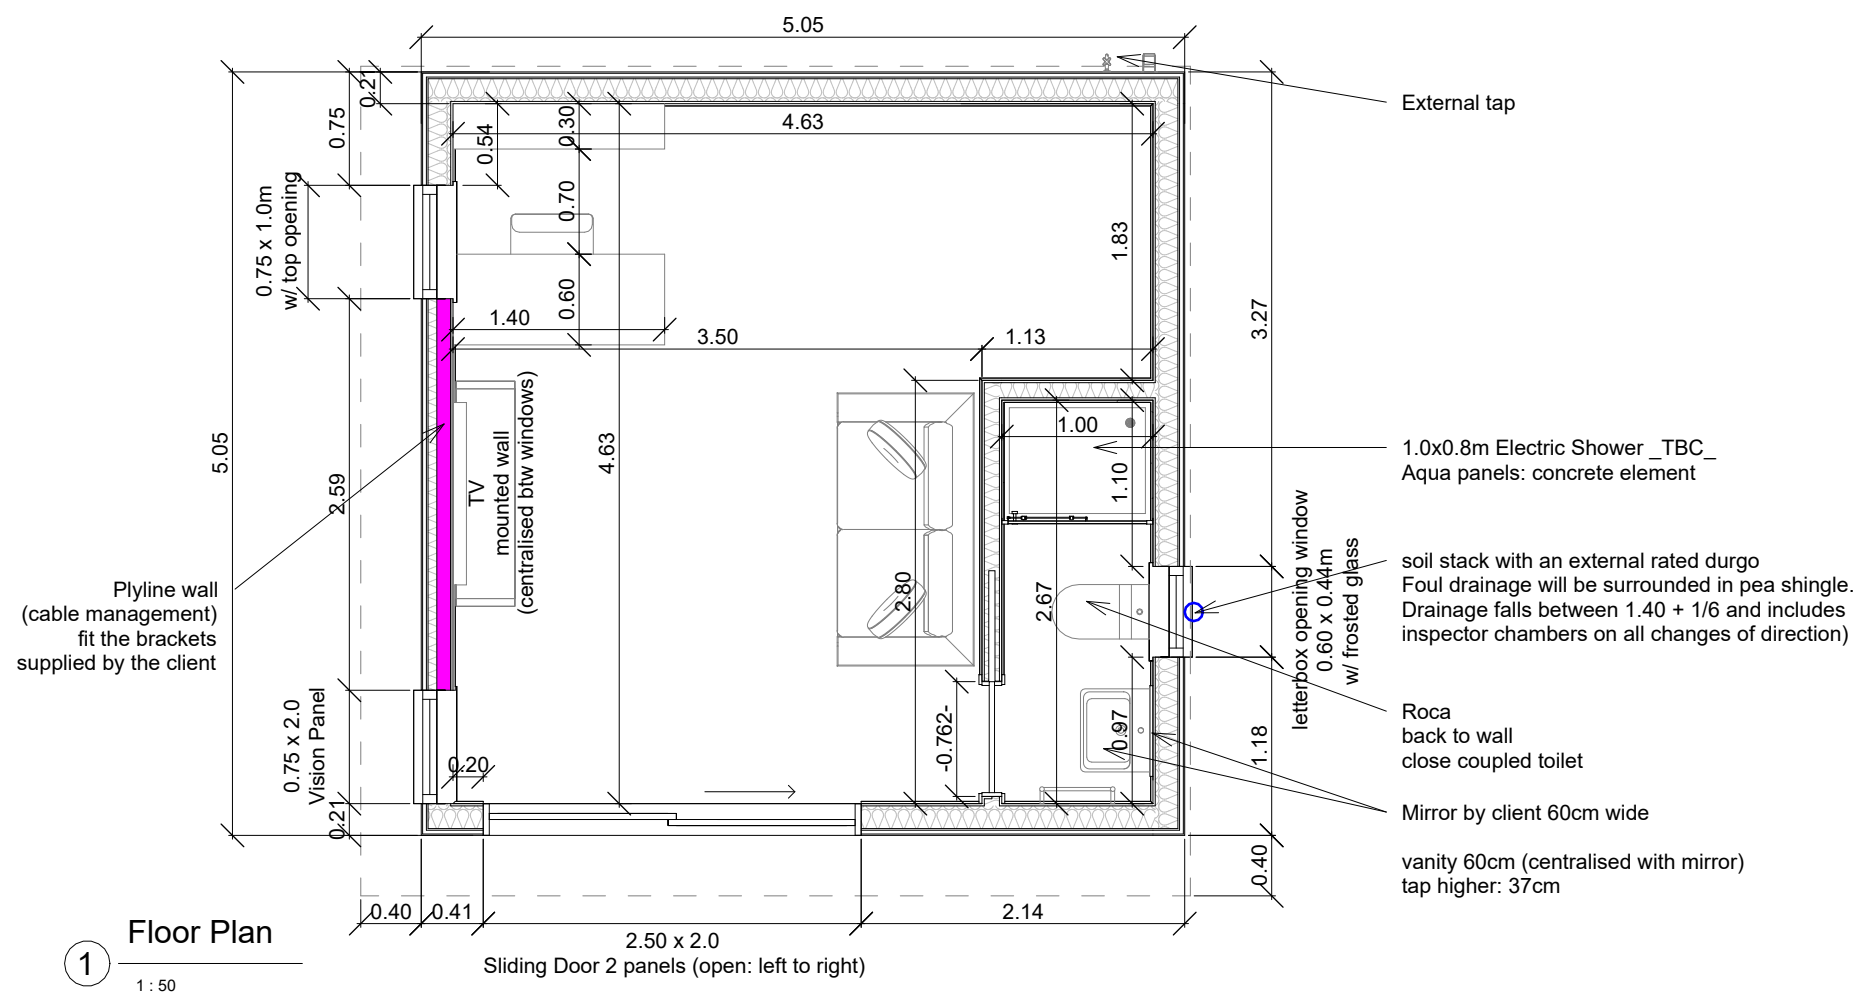 5.05
0.21
0.75
0.54
0.30
4.63
External tap
0.75 x 1.0m
w/ top opening
0.70
1.83
0.60
1.40
3.50
1.13
3.27
5.05
2.59
TV
mounted wall
(centralised btw windows)
4.63
1.00
1.10
1.0x0.8m Electric Shower _TBC_
Aqua panels: concrete element
2.80
2.67
letterbox opening window
0.60 x 0.44m
w/ frosted glass
soil stack with an external rated durgo
Foul drainage will be surrounded in pea shingle.
Drainage falls between 1.40 + 1/6 and includes
inspector chambers on all changes of direction)
Plyline wall
(cable management)
fit the brackets
supplied by the client
0.75 x 2.0
Vision Panel
0.20
0.21
-0.762-
0.97
1.18
Roca
back to wall
close coupled toilet
Mirror by client 60cm wide
vanity 60cm (centralised with mirror)
tap higher: 37cm
0.40
0.40
0.41
2.14
2.50 x 2.0
Sliding Door 2 panels (open: left to right)
1
Floor Plan
1 : 50